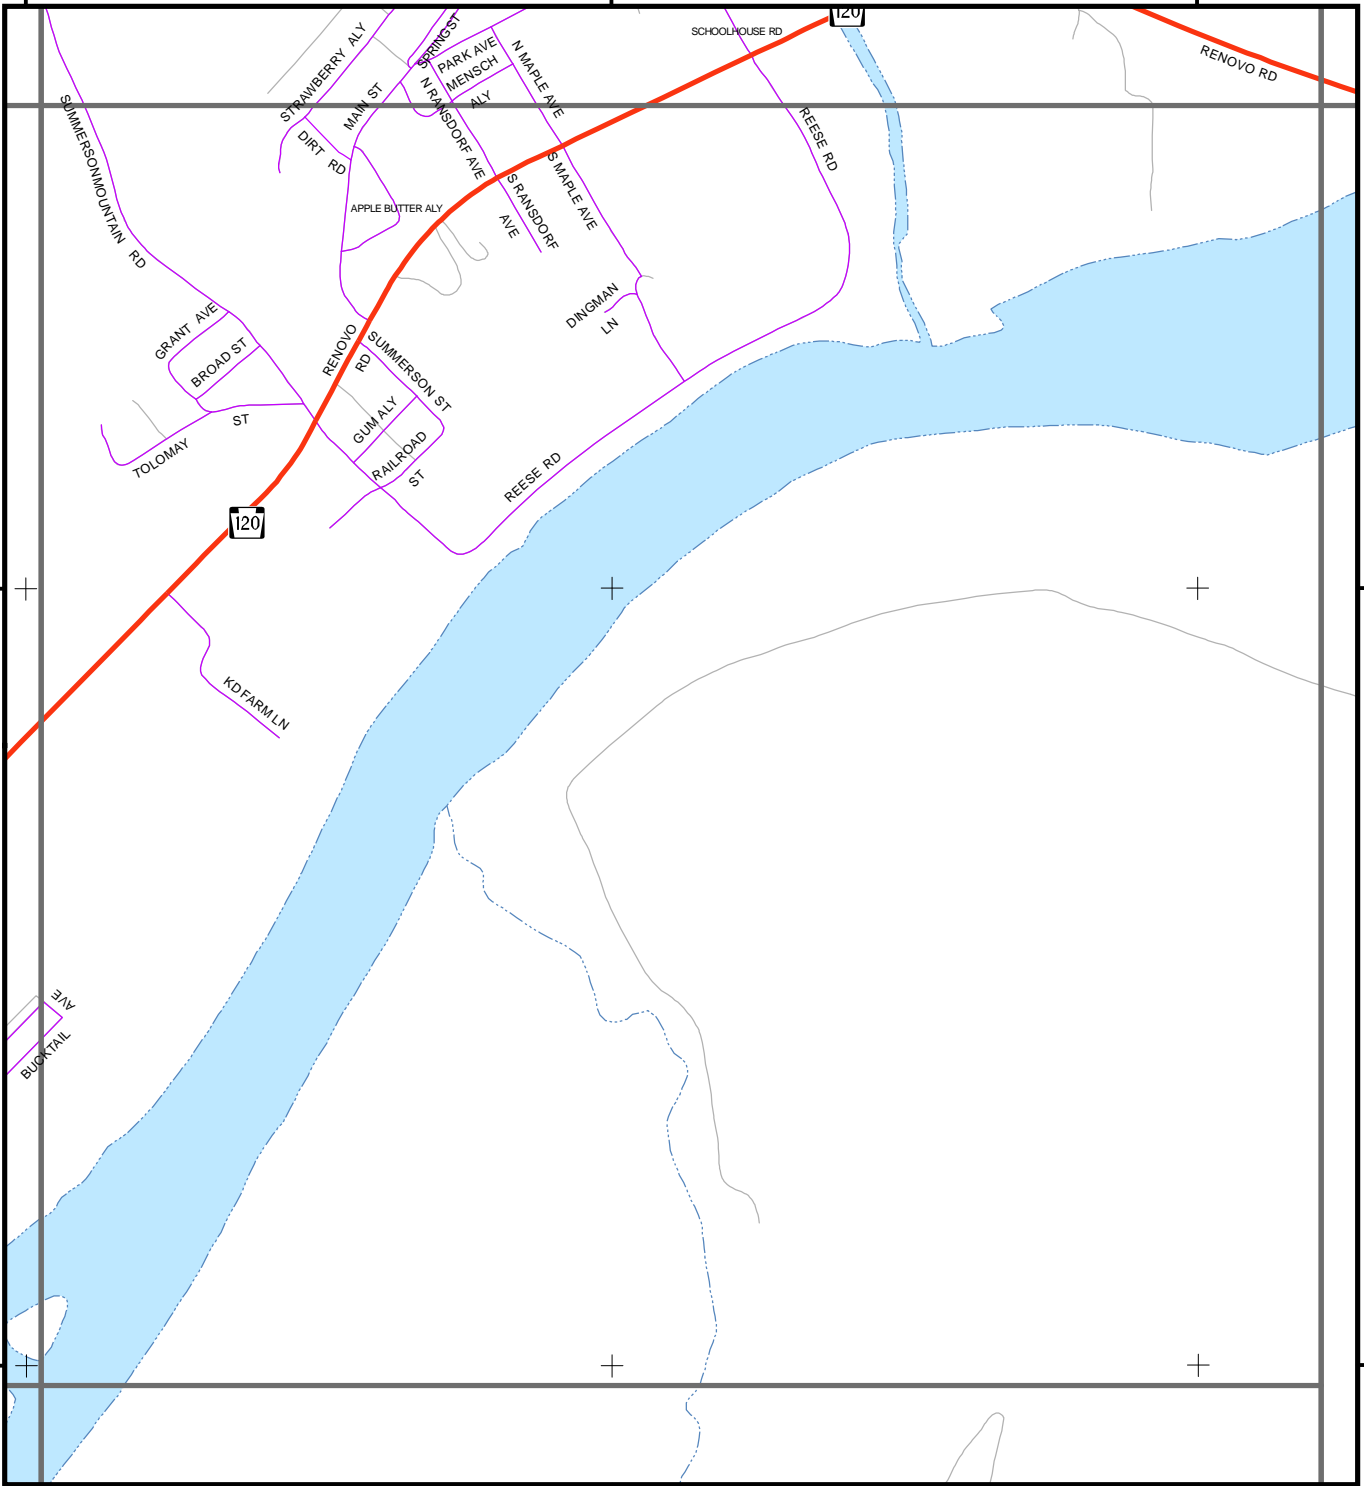 120
SCHOOLHOUSE RD
RENOVO RD
STRAWBERRY ALY
SPRING ST
PARK AVE
MENSCH
ALY
N MAPLE AVE
MAIN ST
N RANSDORF AVE
DIRT RD
SUMMERSONMOUNTAIN RD
REESE RD
S MAPLE AVE
S RANSDORF
AVE
APPLE BUTTER ALY
DINGMAN
LN
GRANT AVE
BROAD ST
RENOVO
RD
SUMMERSON ST
GUM ALY
RAILROAD
ST
TOLOMAY
ST
REESE RD
120
KD FARM LN
AVE
BUCKTAIL